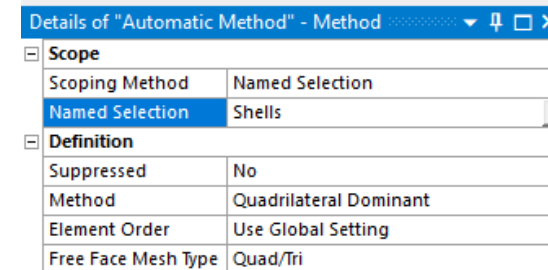 Details of "Automatic Method" - Method
Scope
Scoping Method Named Selection
Named Selection Shells
Definition
Suppressed No
Method Quadrilateral Dominant
Element Order Use Global Setting
Free Face Mesh Type Quad/Tri